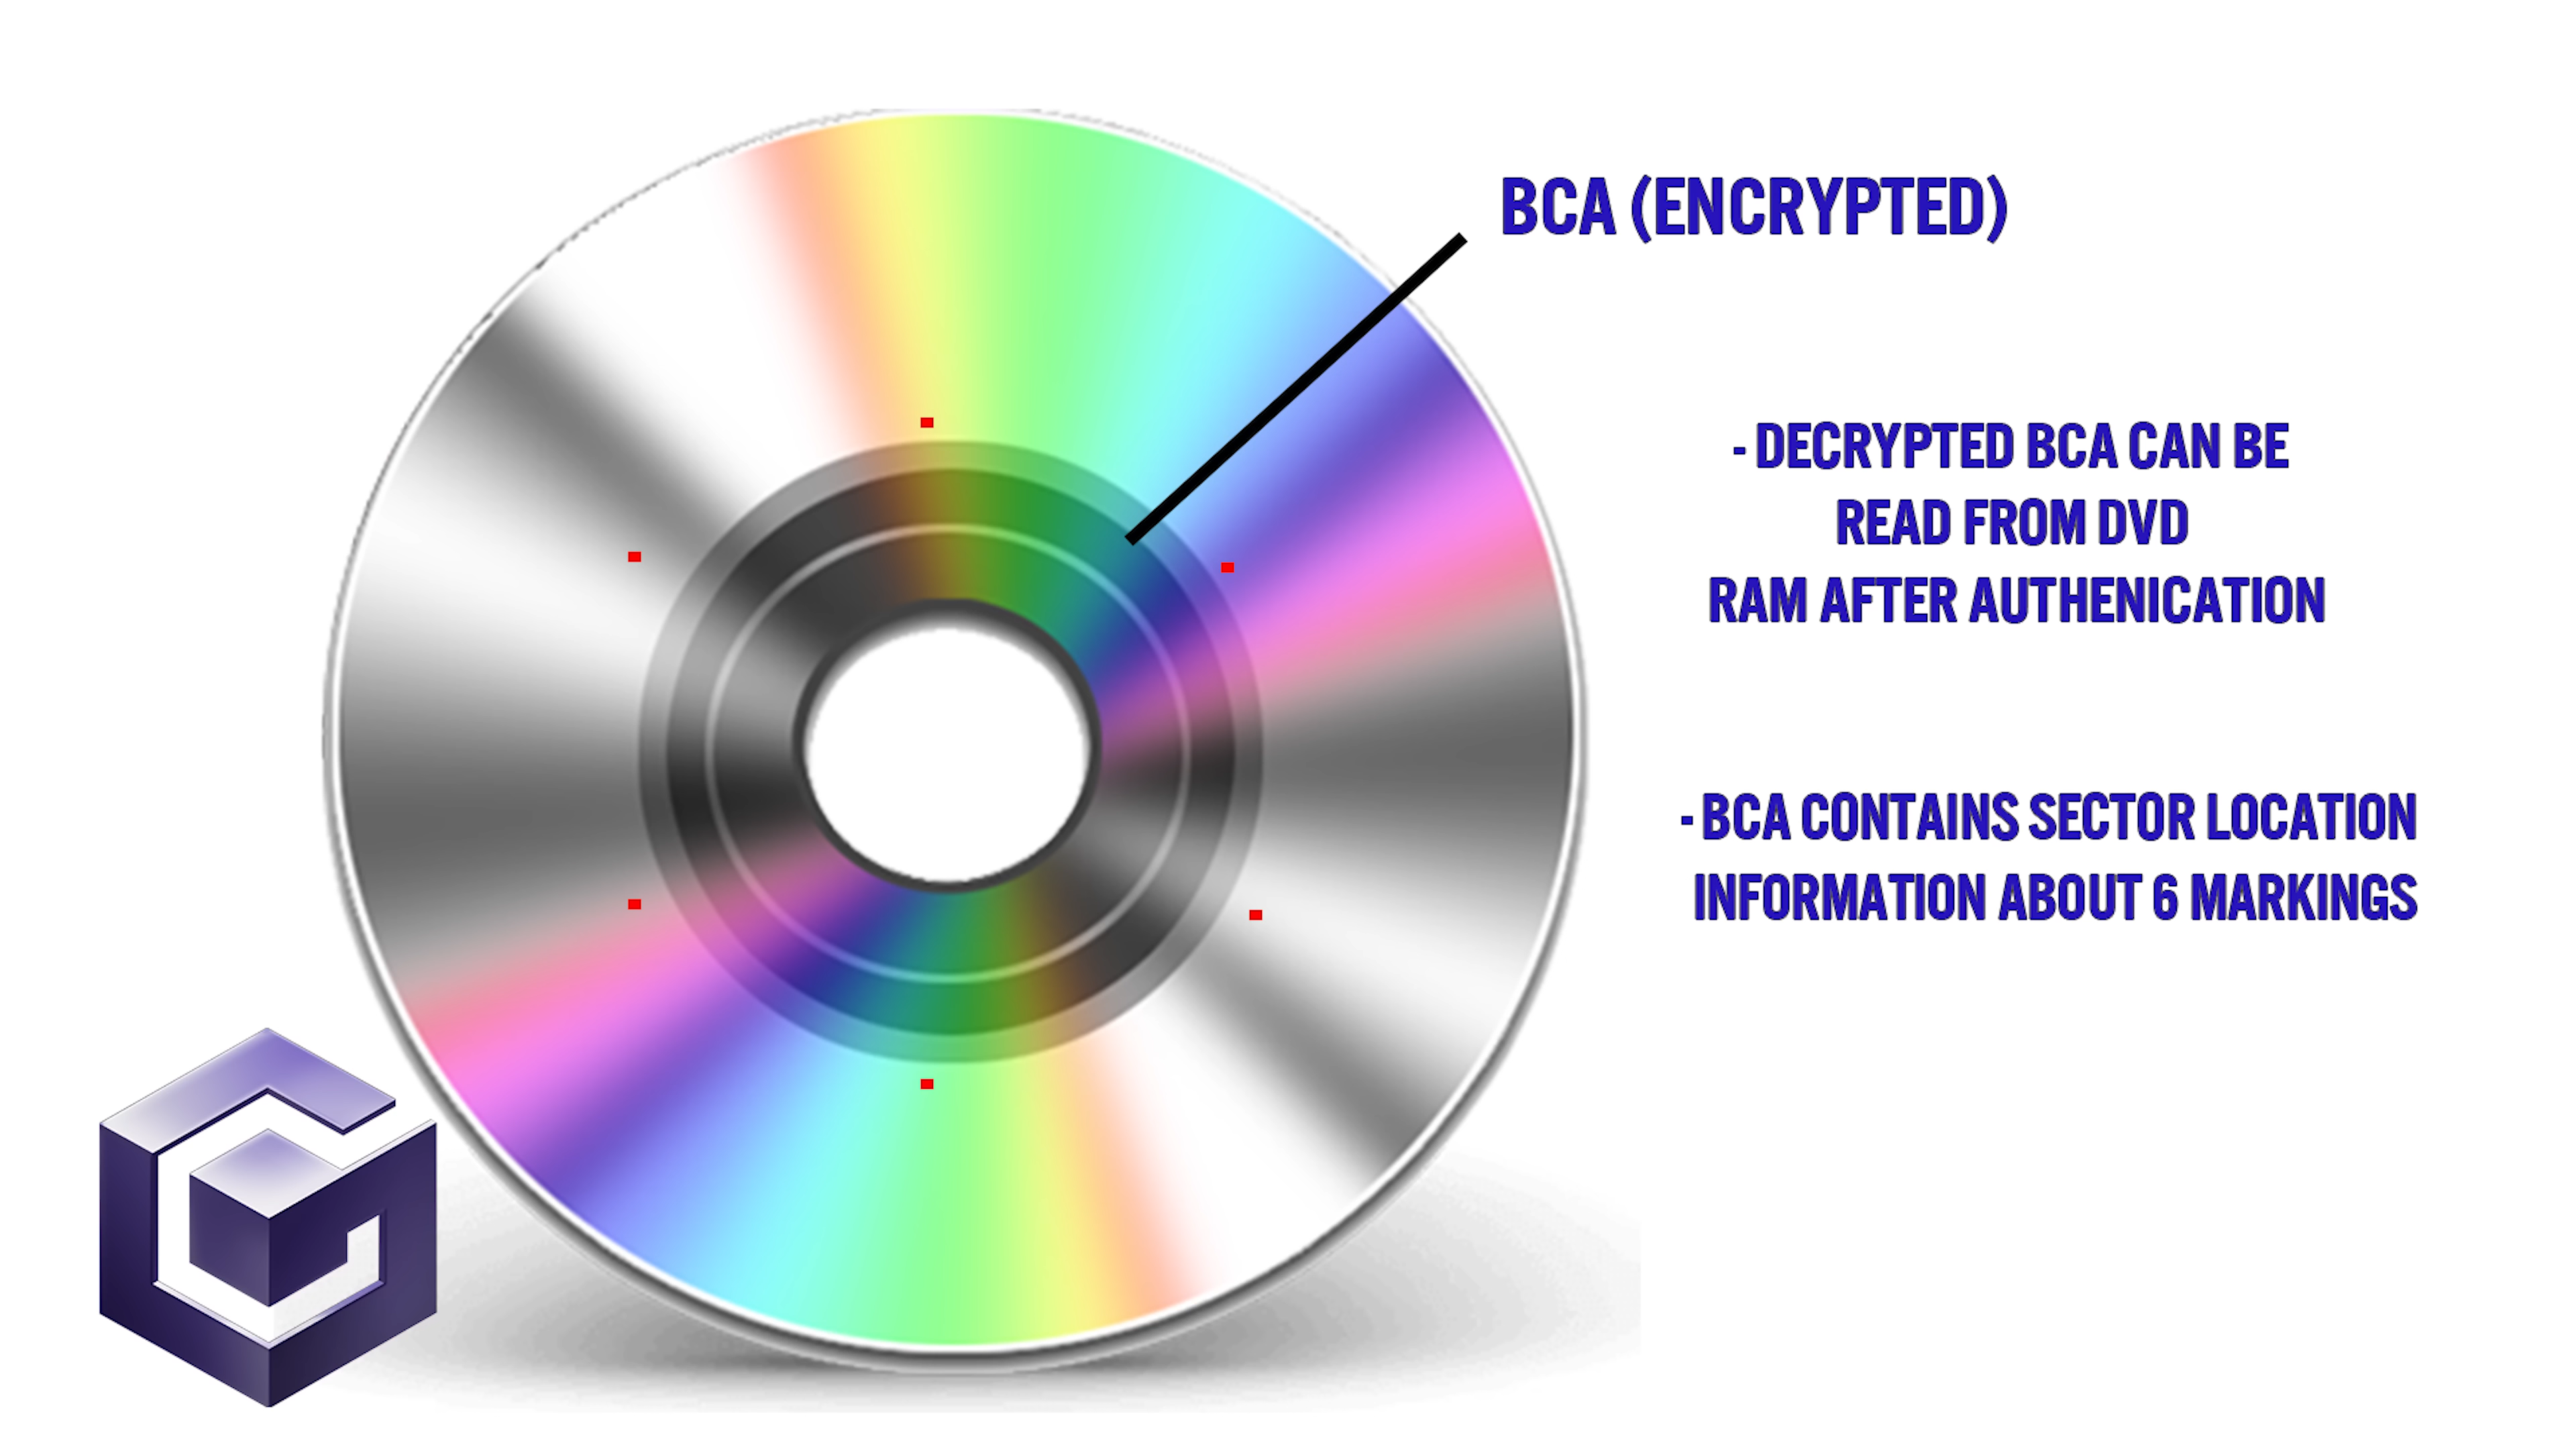 BCA (ENCRYPTED)
- DECRYPTED BCA CAN BE
READ FROM DVD
RAM AFTER AUTHENICATION
- BCA CONTAINS SECTOR LOCATION
INFORMATION ABOUT 6 MARKINGS